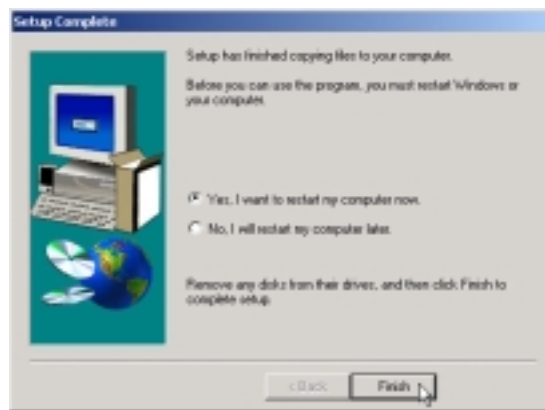 Setup Complete
Setup has finished copying files to your computer.
Before you can use the program, you must restart Windows or
your computer.
Yes, I want to restart my computer now.
No, I will restart my computer later.
Remove any disks from their drives, and then click Finish to
complete setup.
< Back
Finish